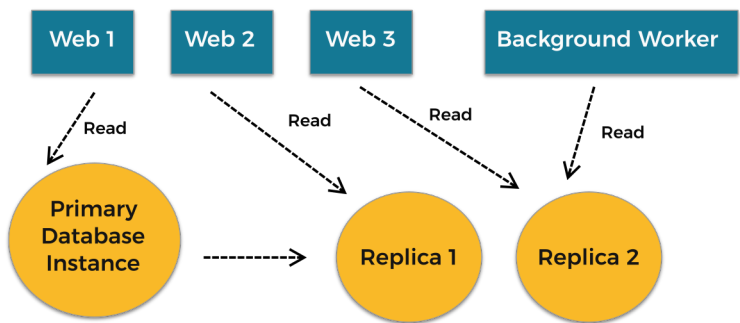 Web 1
Web 2
Web 3
Background Worker
Read
Read
Read
Read
Primary
Database
Instance
Replica 1
Replica 2